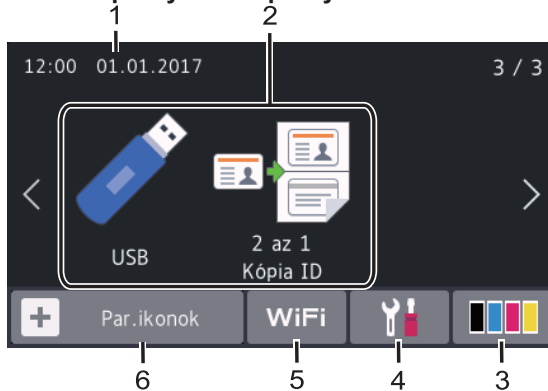 1 2
12:00 01.01.2017 3 / 3
USB
2 az 1
Kópia ID
Par.ikonok WiFi
6 5 4 3